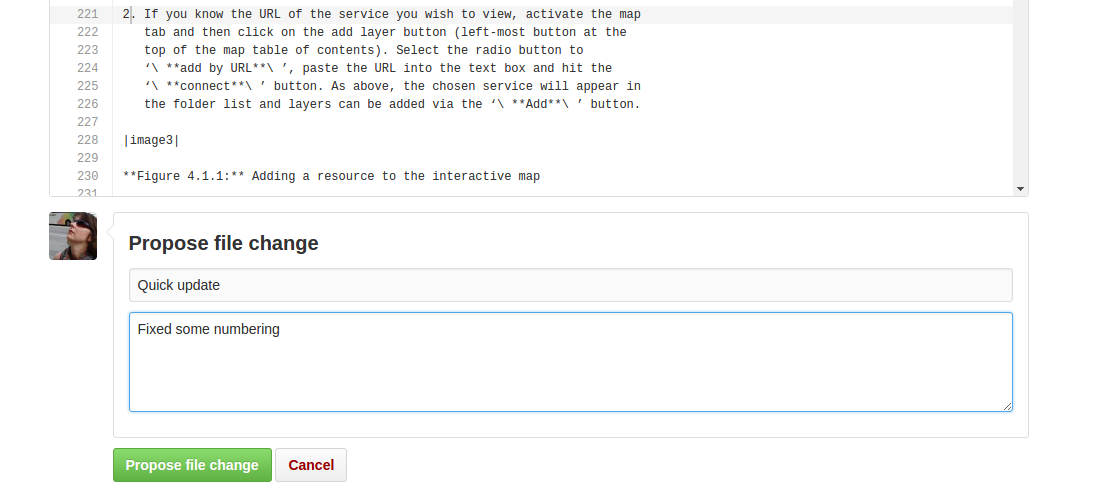 221 2. If you know the URL of the service you wish to view, activate the map
222 tab and then click on the add layer button (left-most button at the
223 top of the map table of contents). Select the radio button to
224 ‘\ **add by URL**\ ’, paste the URL into the text box and hit the
225 ‘\ **connect**\ ’ button. As above, the chosen service will appear in
226 the folder list and layers can be added via the ‘\ **Add**\ ’ button.
227
228 |image3|
229
230 **Figure 4.1.1:** Adding a resource to the interactive map
231
Propose file change
Quick update
Fixed some numbering
Propose file change Cancel